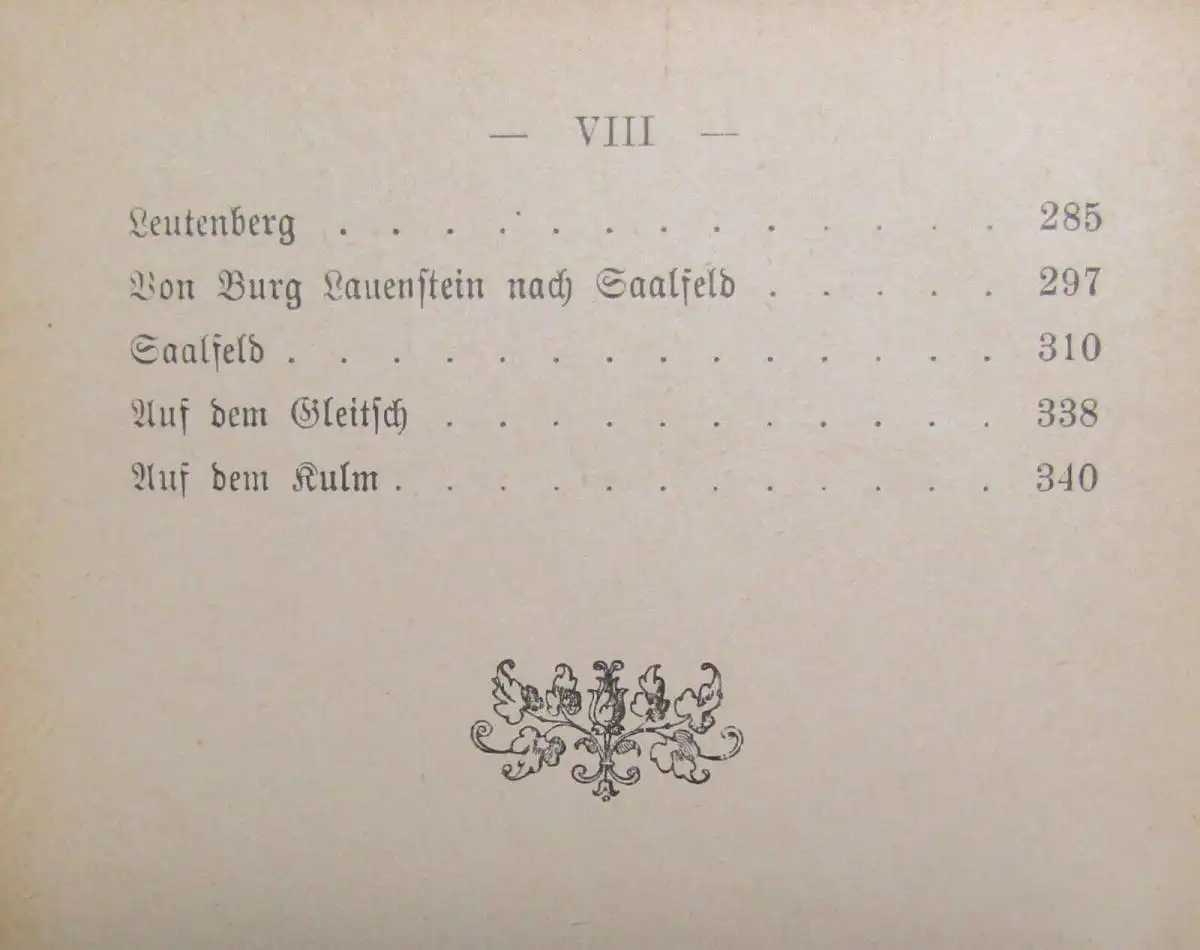 — VIII —
Leutenberg . . . . . . . . . . . . . 285
Von Burg Lauenstein nach Saalfeld . . . . . 297
Saalfeld . . . . . . . . . . . . . . 310
Auf dem Gleitsch . . . . . . . . . . . 338
Auf dem Kulm . . . . . . . . . . . . 340